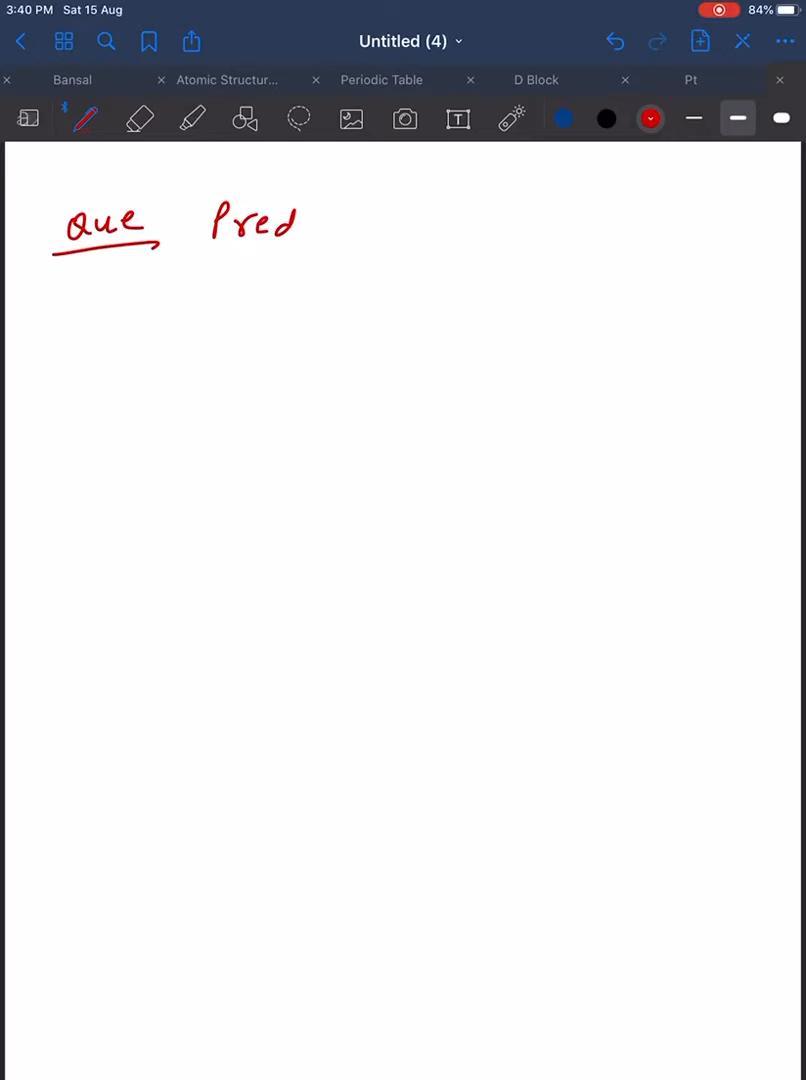 3:40 PM Sat 15 Aug 84%
Untitled (4)
Bansal Atomic Structur... Periodic Table D Block Pt
T
Que Pred